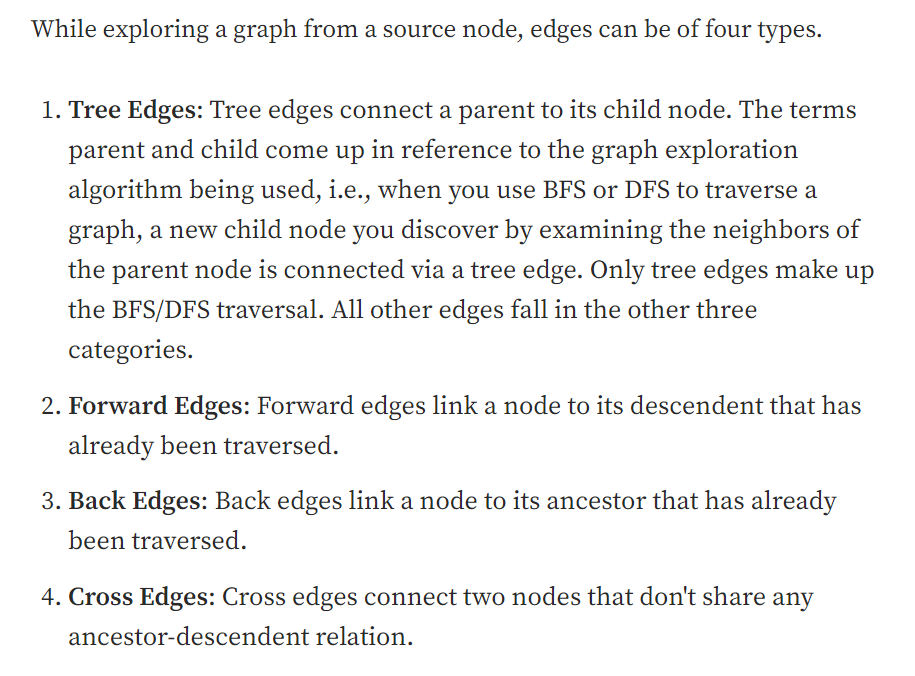 While exploring a graph from a source node, edges can be of four types.
1. Tree Edges: Tree edges connect a parent to its child node. The terms
parent and child come up in reference to the graph exploration
algorithm being used, i.e., when you use BFS or DFS to traverse a
graph, a new child node you discover by examining the neighbors of
the parent node is connected via a tree edge. Only tree edges make up
the BFS/DFS traversal. All other edges fall in the other three
categories.
2. Forward Edges: Forward edges link a node to its descendent that has
already been traversed.
3. Back Edges: Back edges link a node to its ancestor that has already
been traversed.
4. Cross Edges: Cross edges connect two nodes that don't share any
ancestor-descendent relation.